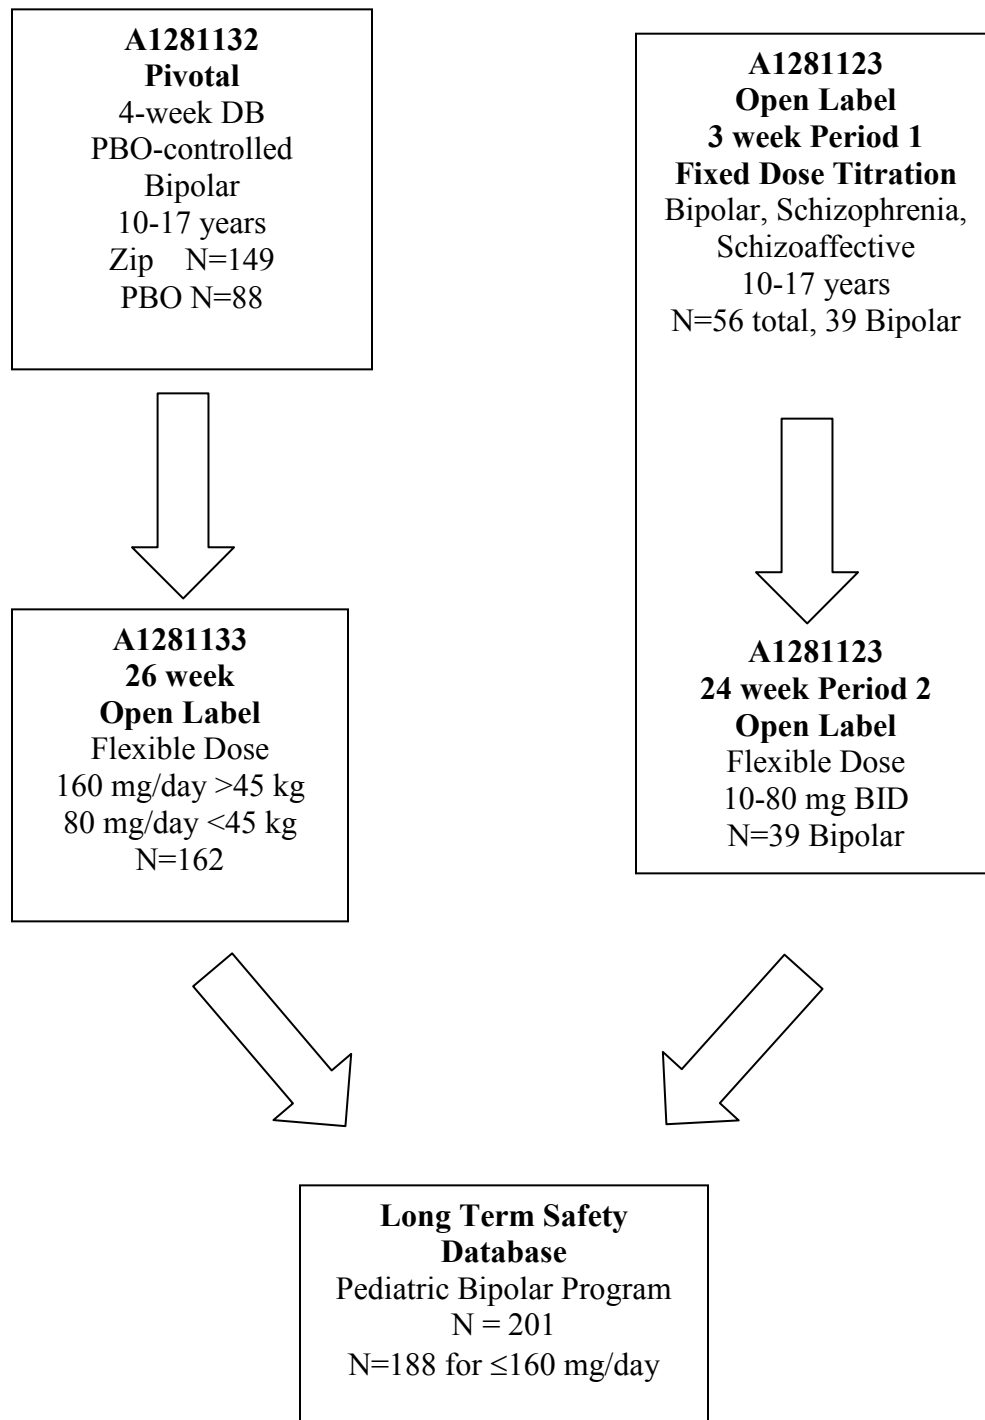 A1281132
Pivotal
4-week DB
PBO-controlled
Bipolar
10-17 years
Zip N=149
PBO N=88
A1281123
Open Label
3 week Period 1
Fixed Dose Titration
Bipolar, Schizophrenia,
Schizoaffective
10-17 years
N=56 total, 39 Bipolar
A1281133
26 week
Open Label
Flexible Dose
160 mg/day >45 kg
80 mg/day <45 kg
N=162
A1281123
24 week Period 2
Open Label
Flexible Dose
10-80 mg BID
N=39 Bipolar
Long Term Safety
Database
Pediatric Bipolar Program
N = 201
N=188 for ≤160 mg/day